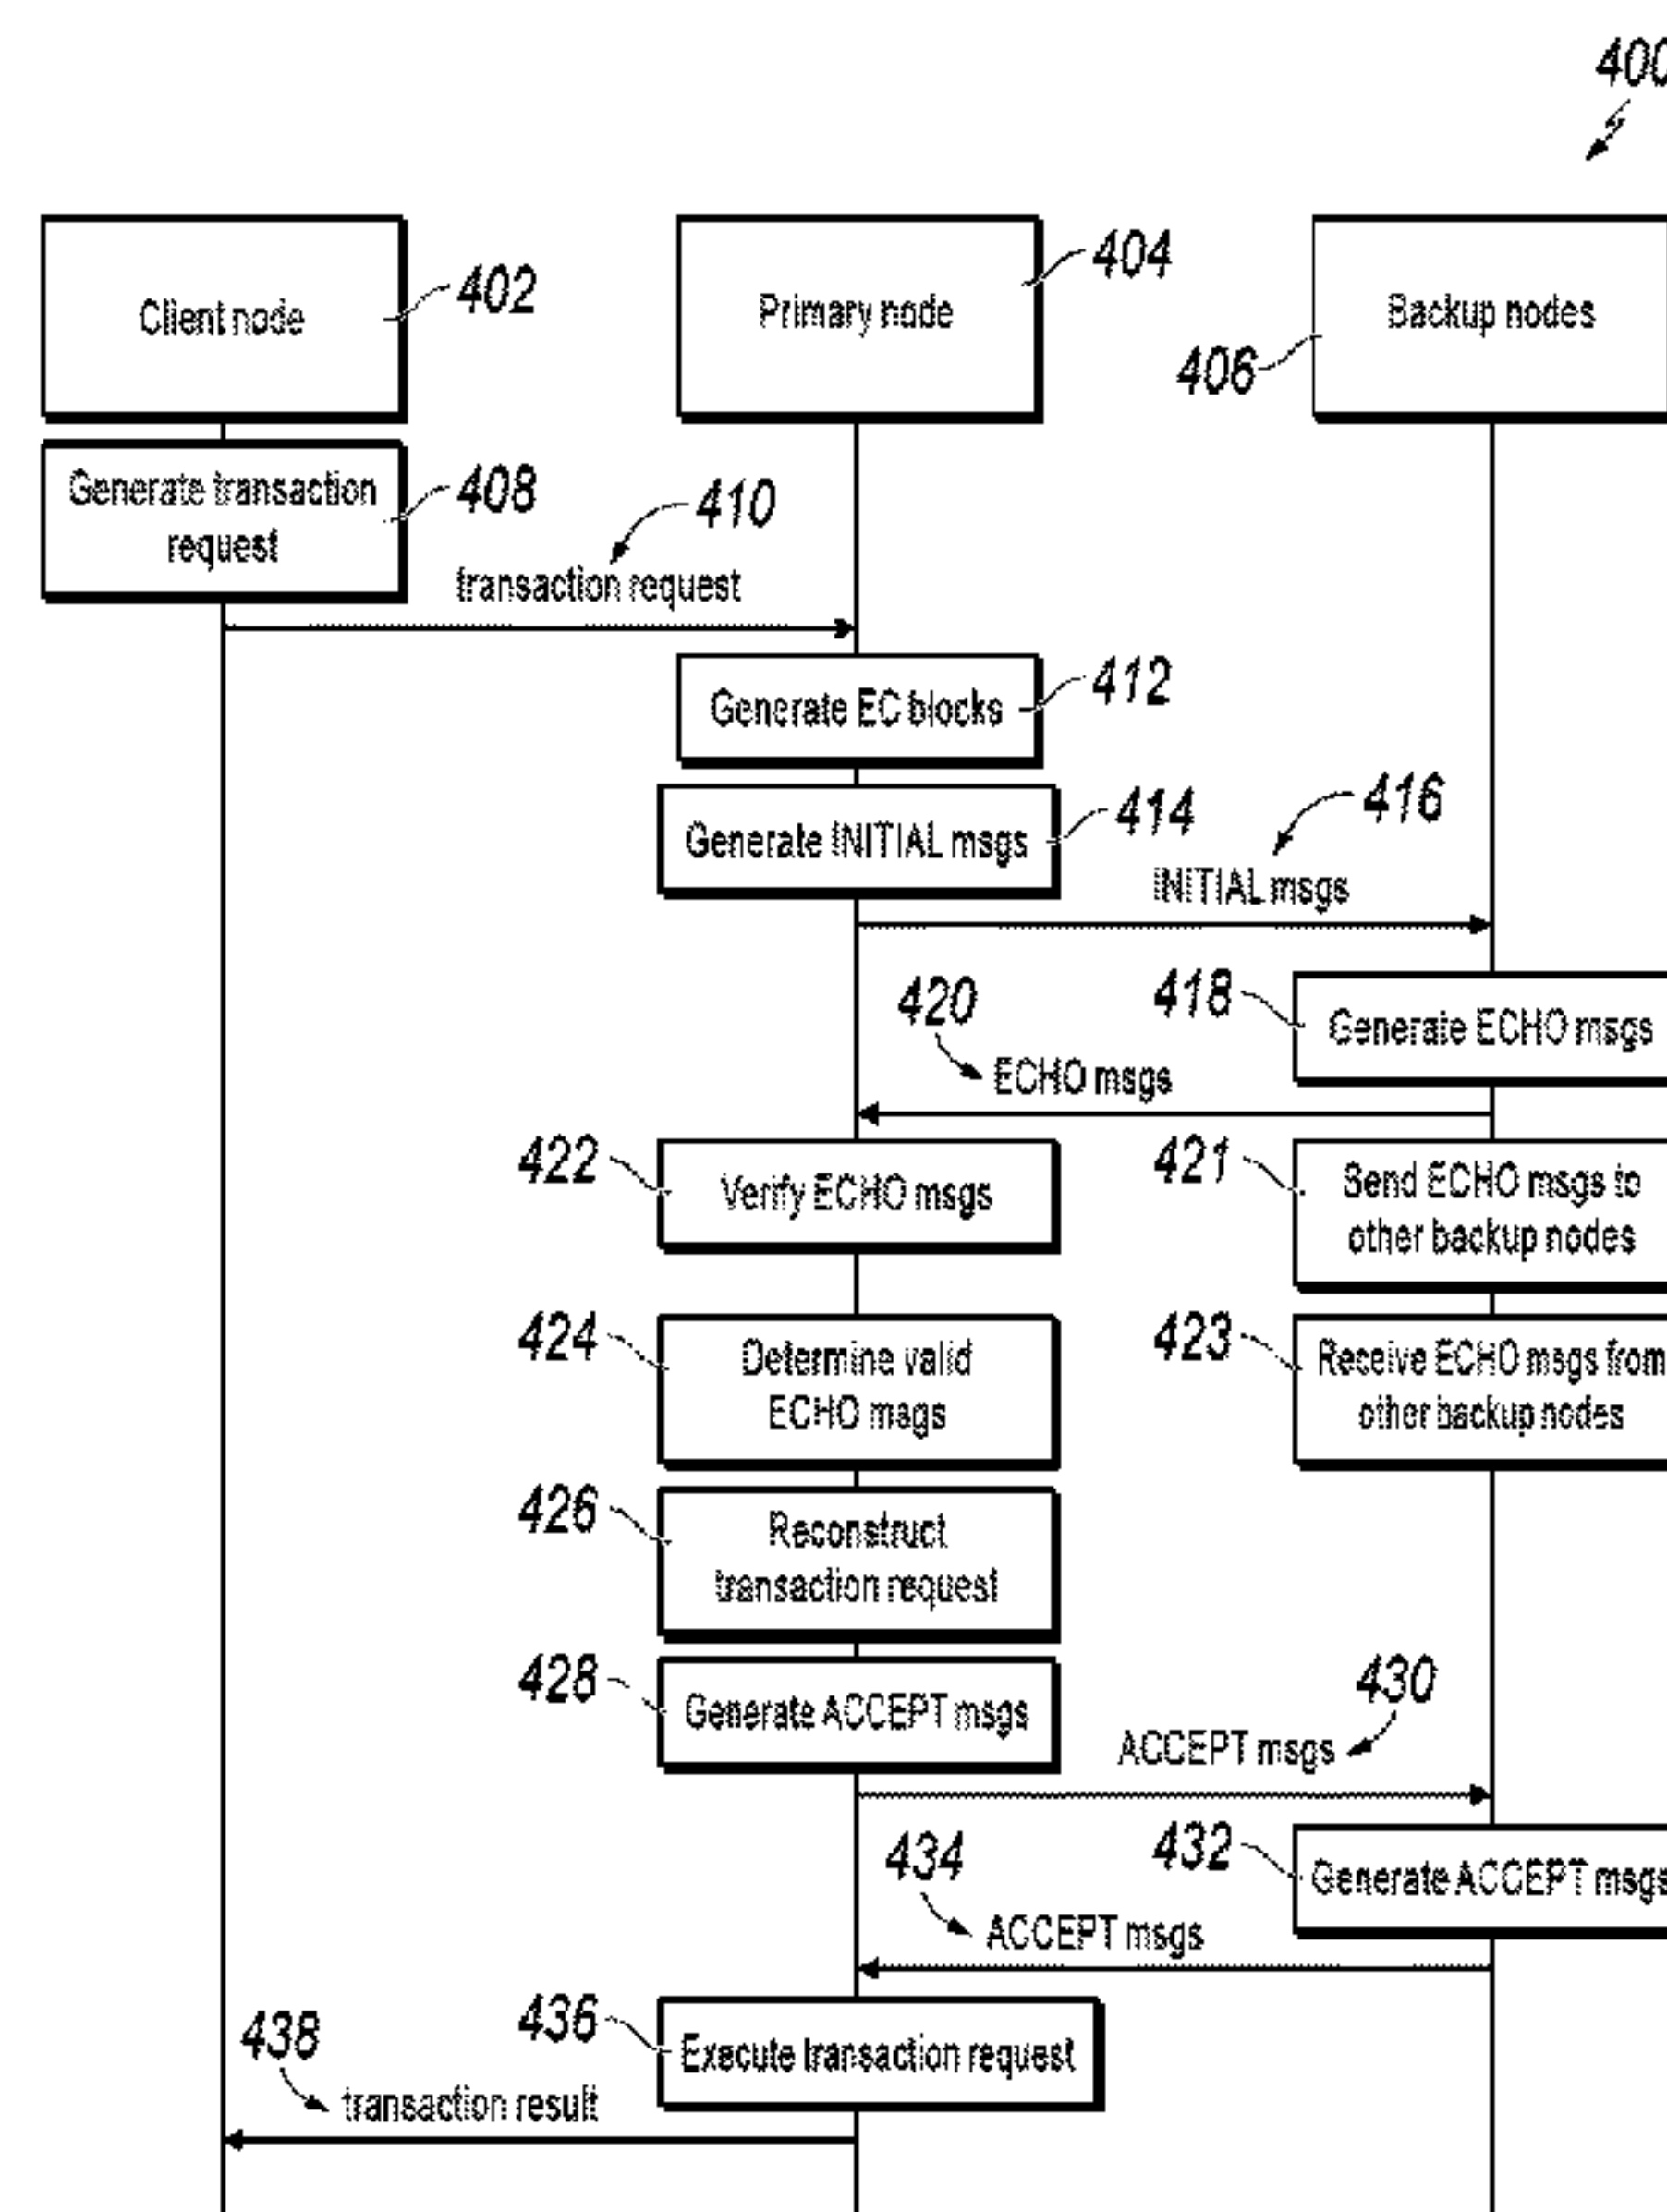 400
Client node
402
Primary node
404
Backup nodes
406
Generate transaction
request
408
410
transaction request
Generate EC blocks
412
Generate INITIAL msgs
414
416
INITIAL msgs
418
Generate ECHO msgs
420
ECHO msgs
422
Verify ECHO msgs
421
Send ECHO msgs to
other backup nodes
424
Determine valid
ECHO msgs
423
Receive ECHO msgs from
other backup nodes
426
Reconstruct
transaction request
428
Generate ACCEPT msgs
430
ACCEPT msgs
432
Generate ACCEPT msgs
434
ACCEPT msgs
436
Execute transaction request
438
transaction result